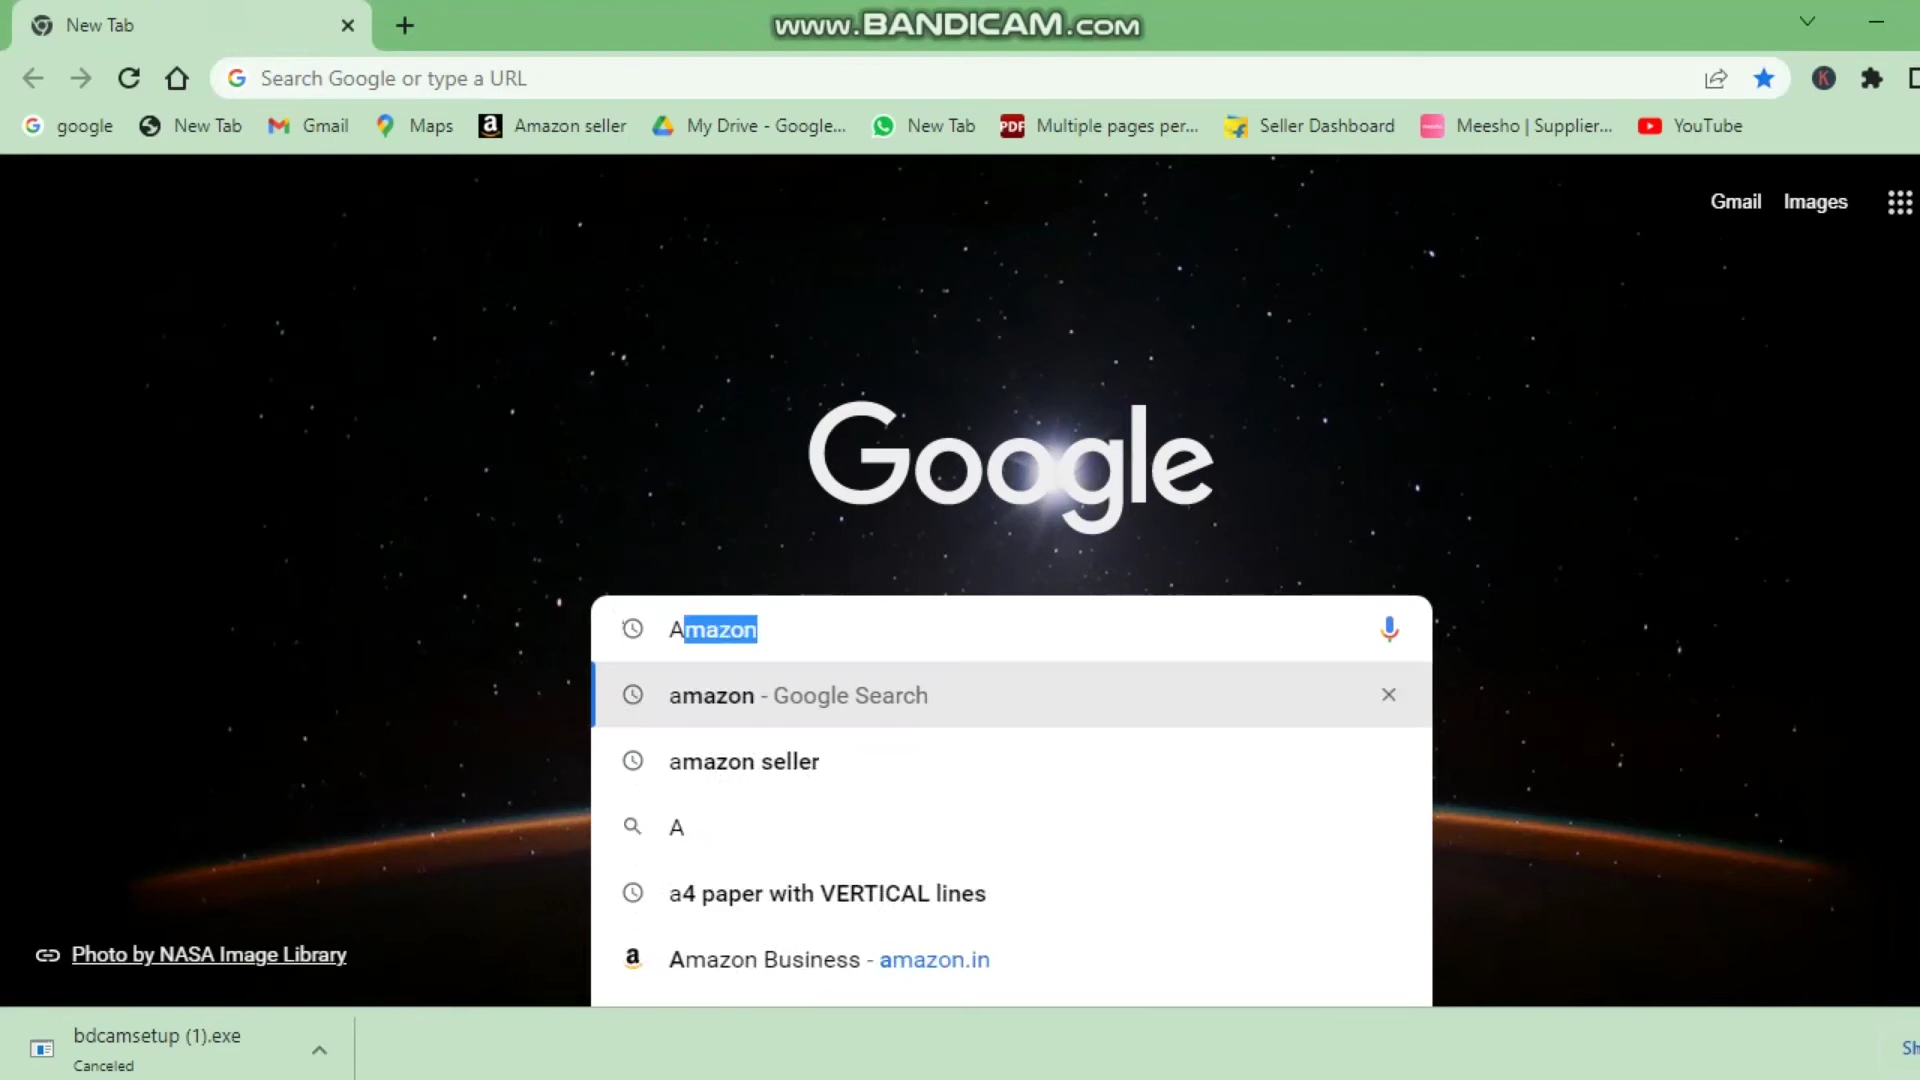 New Tab
www.BANDICAM.com
Search Google or type a URL
K
google
New Tab
Gmail
Maps
Amazon seller
My Drive - Google...
New Tab
PDF
Multiple pages per...
Seller Dashboard
Meesho | Supplier...
YouTube
Gmail
Images
Google
Amazon
amazon - Google Search
amazon seller
A
a4 paper with VERTICAL lines
Amazon Business - amazon.in
Photo by NASA Image Library
bdcamsetup (1).exe
Canceled